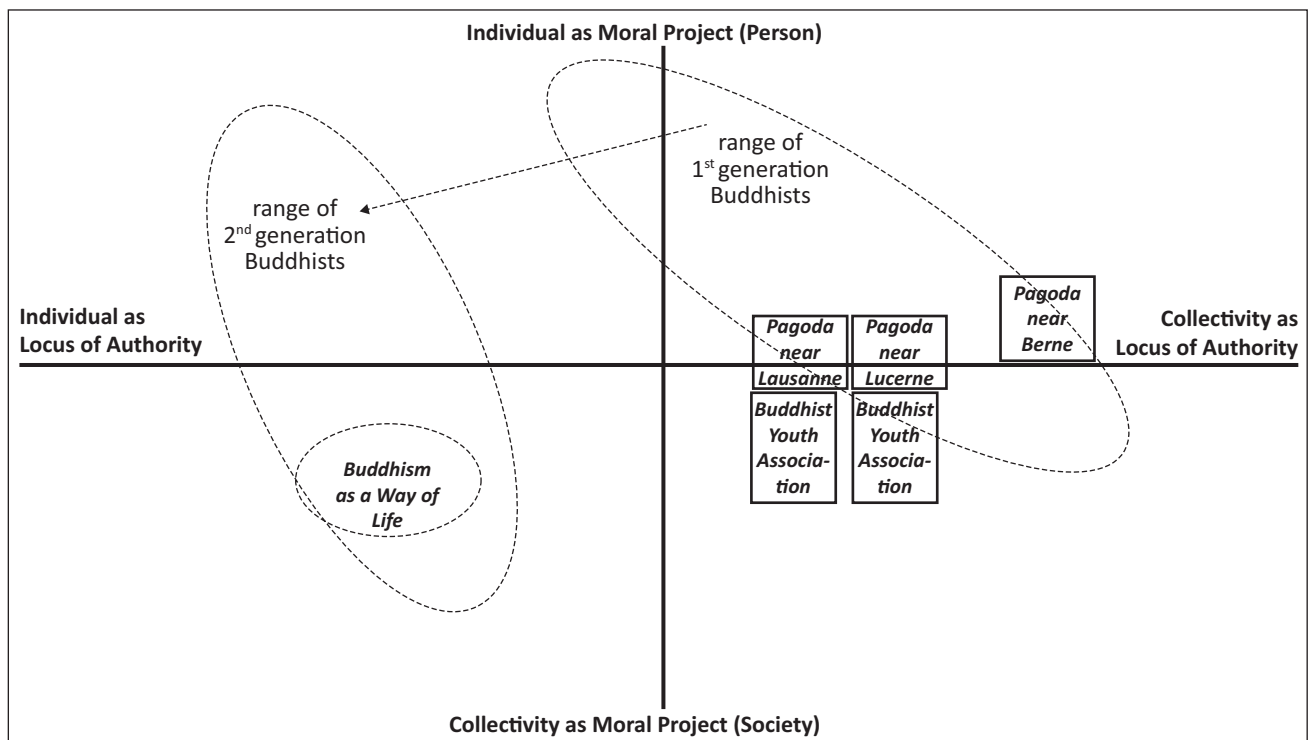 Individual as Moral Project (Person)
range of
1st generation
Buddhists
range of
2nd generation
Buddhists
Individual as
Locus of Authority
Collectivity as
Locus of Authority
Pagoda
near
Lausanne
Pagoda
near
Lucerne
Pagoda
near
Berne
Buddhist
Youth
Associa-
tion
Buddhist
Youth
Associa-
tion
Buddhism
as a Way of
Life
Collectivity as Moral Project (Society)